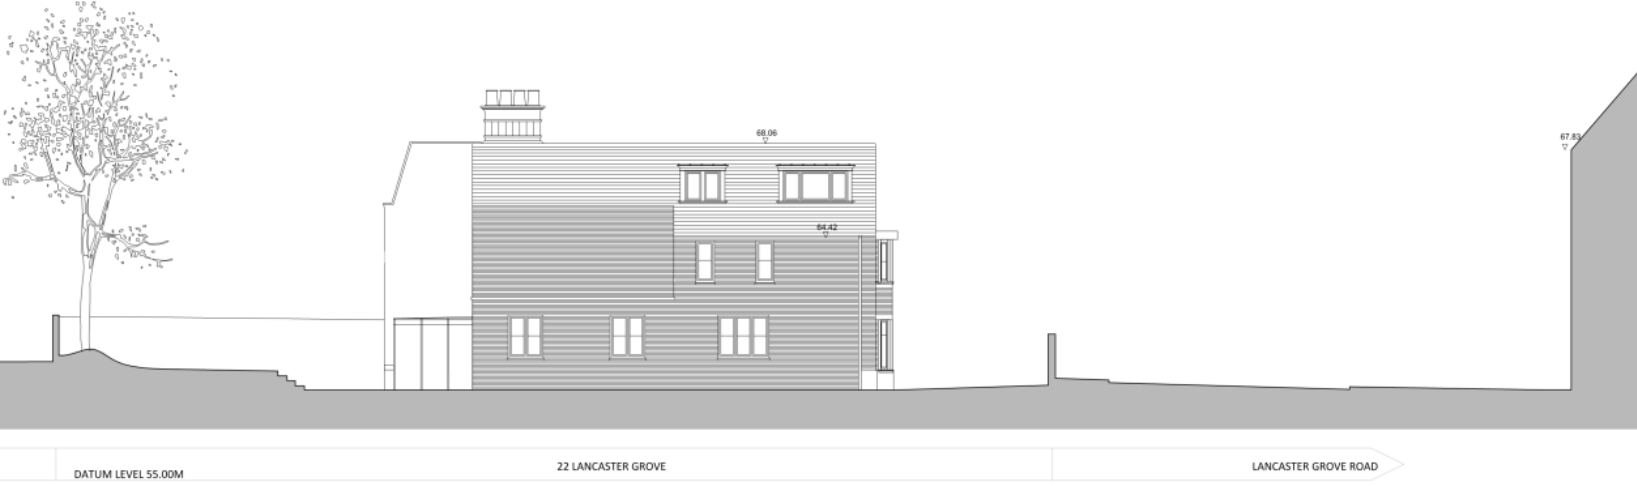 68.06
67.83
64.42
22 LANCASTER GROVE
LANCASTER GROVE ROAD
DATUM LEVEL 55.00M